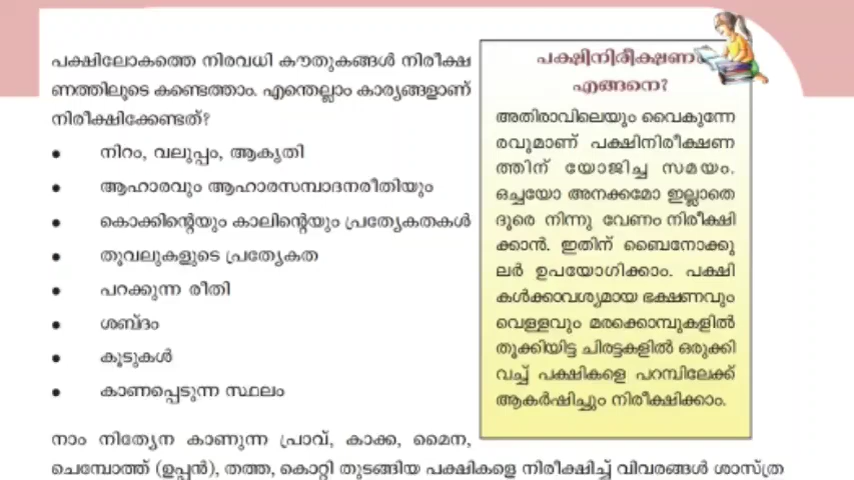 പക്ഷിലോകത്തെ നിരവധി കൗതുകങ്ങൾ നിരീക്ഷ
ണത്തിലൂടെ കണ്ടെത്താം. എന്തെല്ലാം കാര്യങ്ങളാണ്
നിരീക്ഷിക്കേണ്ടത്?
• നിറം, വലുപ്പം, ആകൃതി
• ആഹാരവും ആഹാരസമ്പാദനരീതിയും
• കൊക്കിന്റെയും കാലിന്റെയും പ്രത്യേകതകൾ
• തൂവലുകളുടെ പ്രത്യേകത
• പറക്കുന്ന രീതി
• ശബ്ദം
• കൂടുകൾ
• കാണപ്പെടുന്ന സ്ഥലം
നാം നിത്യേന കാണുന്ന പ്രാവ്, കാക്ക, മൈന,
ചെമ്പോത്ത് (ഉപ്പൻ), തത്ത, കൊറ്റി തുടങ്ങിയ പക്ഷികളെ നിരീക്ഷിച്ച് വിവരങ്ങൾ ശാസ്ത്ര
പക്ഷിനിരീക്ഷണം
എങ്ങനെ?
അതിരാവിലെയും വൈകുന്നേ
രവുമാണ് പക്ഷിനിരീക്ഷണ
ത്തിന് യോജിച്ച സമയം.
ഒച്ചയോ അനക്കമോ ഇല്ലാതെ
ദൂരെ നിന്നു വേണം നിരീക്ഷി
ക്കാൻ. ഇതിന് ബൈനോക്കു
ലർ ഉപയോഗിക്കാം. പക്ഷി
കൾക്കാവശ്യമായ ഭക്ഷണവും
വെള്ളവും മരക്കൊമ്പുകളിൽ
തൂക്കിയിട്ട ചിരട്ടകളിൽ ഒരുക്കി
വച്ച് പക്ഷികളെ പറമ്പിലേക്ക്
ആകർഷിച്ചും നിരീക്ഷിക്കാം.